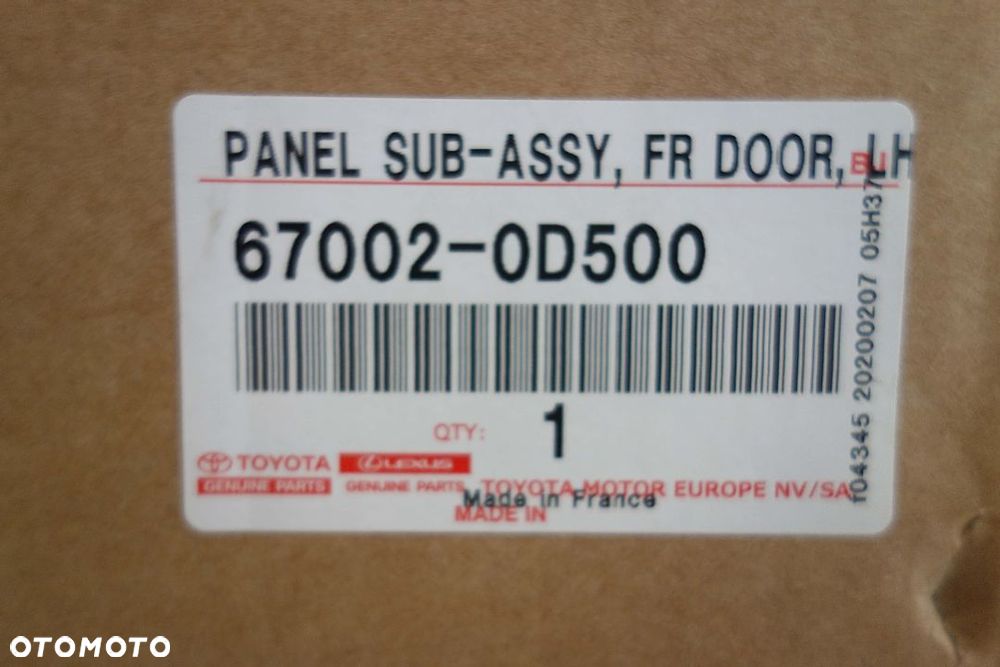 PANEL SUB-ASSY, FR DOOR, LH
67002-0D500
QTY: 1
TOYOTA LEXUS
GENUINE PARTS GENUINE PARTS TOYOTA MOTOR EUROPE NV/SA
Made in France
MADE IN
f04345 20200207 05H37
OTOMOTO